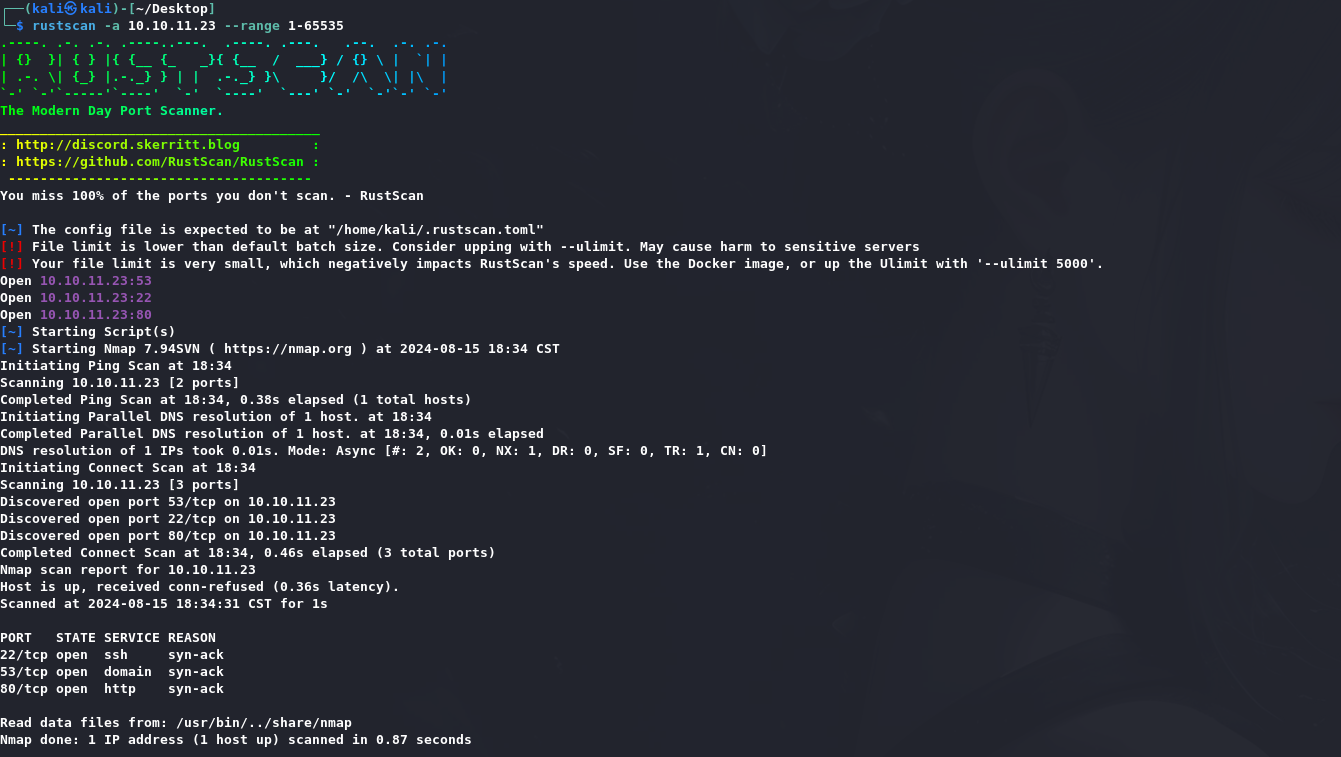 ┌──(kali㉿kali)-[~/Desktop]
└─$ rustscan -a 10.10.11.23 --range 1-65535
.----. .-. .-. .----..---.  .----. .---.   .--.  .-. .-.
| {}  }| { } |{ {__ {_   _}{ {__  /  ___} / {} \ |  `| |
| .-. \| {_} |.-._} } | |  .-._} }\     }/  /\  \| |\  |
`-' `-'`-----'`----'  `-'  `----'  `---' `-'  `-'`-' `-'
The Modern Day Port Scanner.
________________________________________
: http://discord.skerritt.blog         :
: https://github.com/RustScan/RustScan :
 --------------------------------------
You miss 100% of the ports you don't scan. - RustScan

[~] The config file is expected to be at "/home/kali/.rustscan.toml"
[!] File limit is lower than default batch size. Consider upping with --ulimit. May cause harm to sensitive servers
[!] Your file limit is very small, which negatively impacts RustScan's speed. Use the Docker image, or up the Ulimit with '--ulimit 5000'.
Open 10.10.11.23:53
Open 10.10.11.23:22
Open 10.10.11.23:80
[~] Starting Script(s)
[~] Starting Nmap 7.94SVN ( https://nmap.org ) at 2024-08-15 18:34 CST
Initiating Ping Scan at 18:34
Scanning 10.10.11.23 [2 ports]
Completed Ping Scan at 18:34, 0.38s elapsed (1 total hosts)
Initiating Parallel DNS resolution of 1 host. at 18:34
Completed Parallel DNS resolution of 1 host. at 18:34, 0.01s elapsed
DNS resolution of 1 IPs took 0.01s. Mode: Async [#: 2, OK: 0, NX: 1, DR: 0, SF: 0, TR: 1, CN: 0]
Initiating Connect Scan at 18:34
Scanning 10.10.11.23 [3 ports]
Discovered open port 53/tcp on 10.10.11.23
Discovered open port 22/tcp on 10.10.11.23
Discovered open port 80/tcp on 10.10.11.23
Completed Connect Scan at 18:34, 0.46s elapsed (3 total ports)
Nmap scan report for 10.10.11.23
Host is up, received conn-refused (0.36s latency).
Scanned at 2024-08-15 18:34:31 CST for 1s

PORT   STATE SERVICE REASON
22/tcp open  ssh     syn-ack
53/tcp open  domain  syn-ack
80/tcp open  http    syn-ack

Read data files from: /usr/bin/../share/nmap
Nmap done: 1 IP address (1 host up) scanned in 0.87 seconds